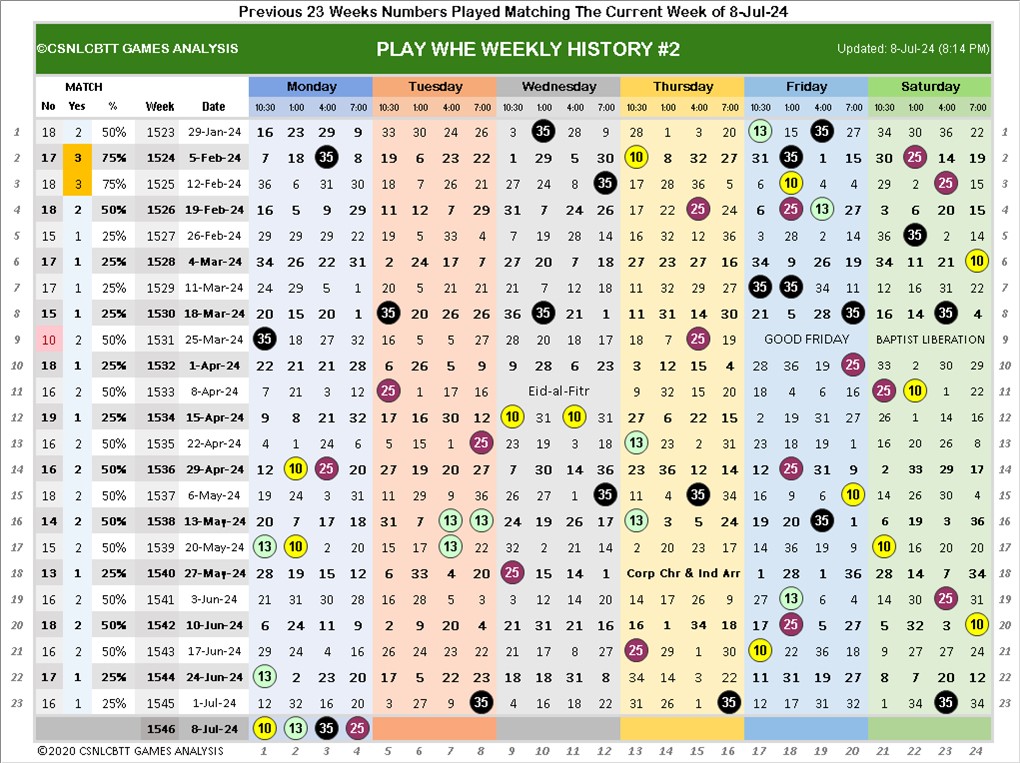 Previous 23 Weeks Numbers Played Matching The Current Week of 8-Jul-24
©CSNLCBTT GAMES ANALYSIS PLAY WHE WEEKLY HISTORY #2 Updated: 8-Jul-24 (8:14 PM)
MATCH Monday Tuesday Wednesday Thursday Friday Saturday
No Yes % Week Date 10:30 1:00 4:00 7:00 10:30 1:00 4:00 7:00 10:30 1:00 4:00 7:00 10:30 1:00 4:00 7:00 10:30 1:00 4:00 7:00 10:30 1:00 4:00 7:00
1 18 2 50% 1523 29-Jan-24 16 23 29 9 33 30 24 26 3 35 28 9 28 1 3 20 13 15 35 27 34 30 36 22 1
2 17 3 75% 1524 5-Feb-24 7 18 35 8 19 6 23 22 1 29 5 30 10 8 32 27 31 35 1 15 30 22 14 19 2
3 18 3 75% 1525 12-Feb-24 36 6 31 30 18 7 26 21 27 24 8 35 17 28 36 5 6 10 4 4 29 2 25 15 3
4 18 2 50% 1526 19-Feb-24 16 5 9 29 11 12 7 29 31 7 24 26 17 22 25 24 6 25 13 27 3 6 20 15 4
5 15 1 25% 1527 26-Feb-24 29 29 29 22 19 5 33 4 7 19 28 14 16 32 12 36 3 28 2 14 36 35 2 14 5
6 17 1 25% 1528 4-Mar-24 34 26 22 31 2 24 17 7 27 20 7 18 27 23 27 16 34 9 26 19 34 11 21 10 6
7 17 1 25% 1529 11-Mar-24 24 29 5 1 20 5 21 21 21 7 12 18 11 32 29 27 35 35 34 11 12 16 31 22 7
8 15 1 25% 1530 18-Mar-24 20 15 20 1 35 20 26 26 36 35 21 1 11 31 14 30 21 5 28 35 16 14 35 4 8
9 10 2 50% 1531 25-Mar-24 35 18 27 32 9 5 5 27 28 20 18 17 18 7 25 19 GOOD FRIDAY BAPTIST LIBERATION 9
10 18 1 25% 1532 1-Apr-24 22 21 21 28 6 26 5 9 9 28 6 23 3 12 15 4 28 36 19 25 33 2 30 29 10
11 16 2 50% 1533 8-Apr-24 7 21 3 12 25 1 17 16 Eid-al-Fitr 9 32 15 20 18 4 6 16 25 10 1 22 11
12 19 1 25% 1534 15-Apr-24 9 8 21 32 17 16 30 12 10 31 10 31 27 6 22 15 2 19 31 27 26 1 14 16 12
13 16 2 50% 1535 22-Apr-24 4 1 24 6 5 15 1 25 23 19 3 18 13 23 2 31 23 18 19 1 16 20 26 8 13
14 16 2 50% 1536 29-Apr-24 12 10 25 20 27 19 20 27 7 30 14 36 23 36 12 14 12 25 31 9 2 33 29 17 14
15 18 2 50% 1537 6-May-24 19 24 3 31 11 29 9 36 26 27 1 35 11 4 35 34 16 9 6 10 14 26 30 4 15
16 14 2 50% 1538 13-May-24 20 7 17 18 31 7 13 13 24 19 26 17 13 3 5 24 19 20 35 1 6 19 3 36 16
17 15 2 50% 1539 20-May-24 13 10 2 30 15 17 13 22 32 2 21 14 2 20 23 17 14 36 19 9 10 16 20 20 17
18 13 1 25% 1540 27-May-24 28 19 15 12 6 33 4 20 25 15 14 1 Corp Chr & Ind Arr 1 28 1 36 28 14 7 34 18
19 16 2 50% 1541 3-Jun-24 21 31 30 28 16 28 5 3 3 12 14 20 14 17 26 9 27 13 6 4 14 30 25 31 19
20 18 2 50% 1542 10-Jun-24 6 24 11 9 2 9 20 4 21 31 21 16 16 1 34 18 17 25 5 27 5 32 3 10 20
21 16 2 50% 1543 17-Jun-24 29 24 4 16 26 24 23 22 21 17 8 27 25 29 1 30 10 22 36 18 9 27 27 24 21
22 17 1 25% 1544 24-Jun-24 13 2 23 20 17 5 22 23 18 18 31 8 34 14 3 22 11 31 19 27 8 7 20 12 22
23 16 1 25% 1545 1-Jul-24 12 32 16 20 3 27 9 35 4 16 18 22 31 26 1 35 12 17 31 32 21 34 35 34 23
1546 8-Jul-24 10 13 35 25
©2020 CSNLCBTT GAMES ANALYSIS 1 2 3 4 5 6 7 8 9 10 11 12 13 14 15 16 17 18 19 20 21 22 23 24